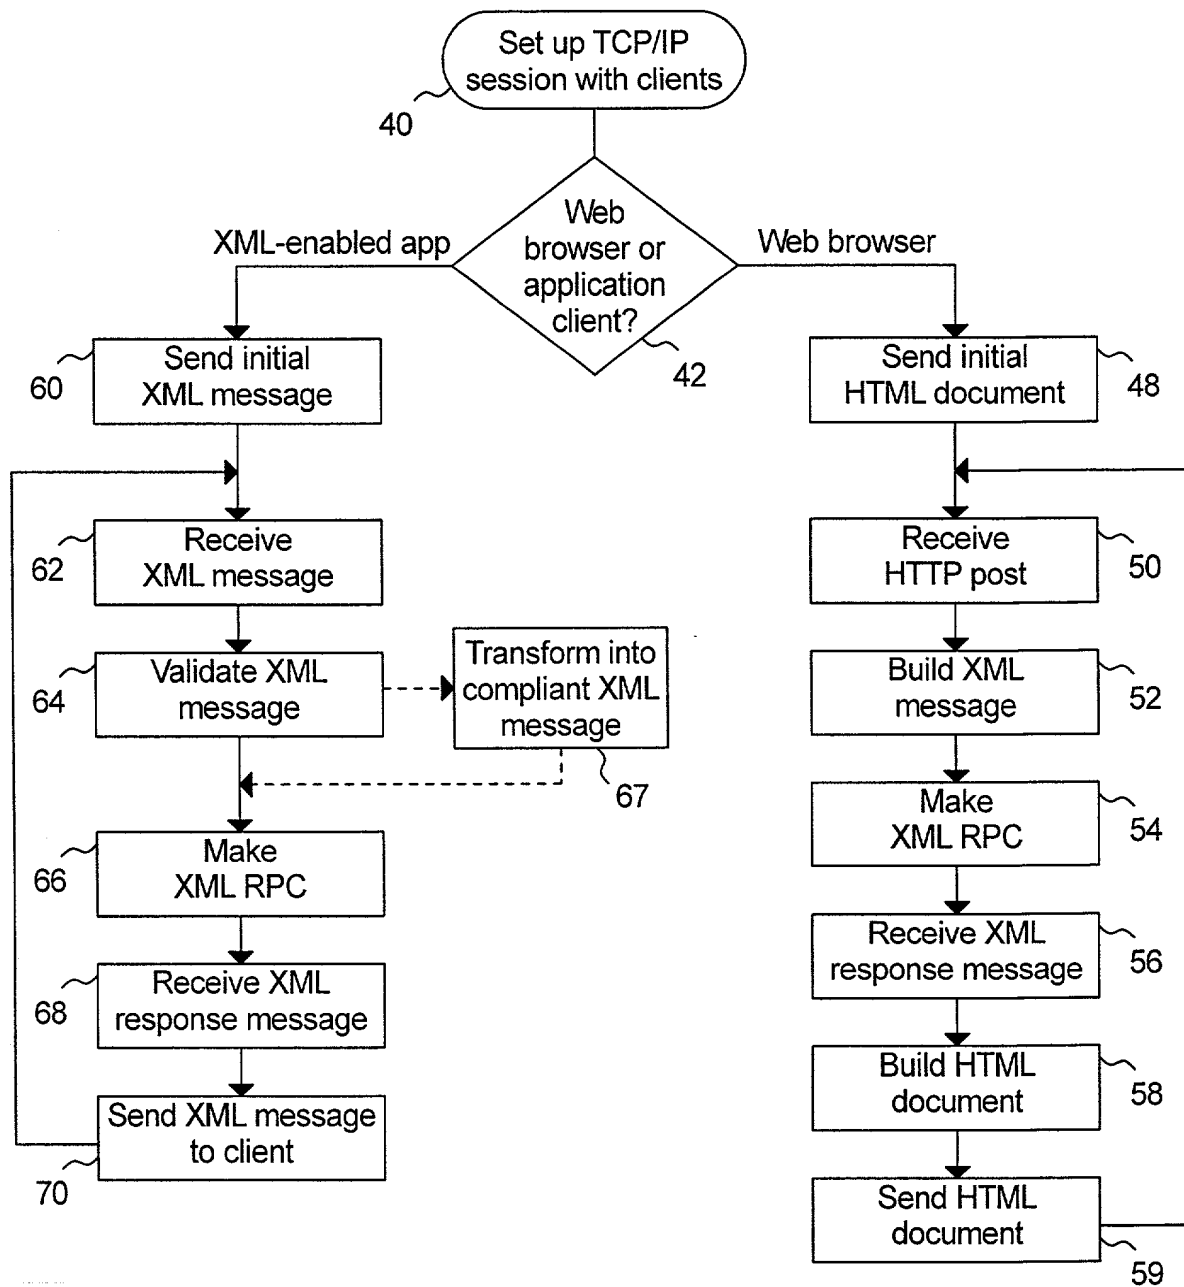 Set up TCP/IP
session with clients
40
Web
browser or
application
client?
42
XML-enabled app
Web browser
Send initial
XML message
60
Receive
XML message
62
Validate XML
message
64
Transform into
compliant XML
message
67
Make
XML RPC
66
Receive XML
response message
68
Send XML message
to client
70
Send initial
HTML document
48
Receive
HTTP post
50
Build XML
message
52
Make
XML RPC
54
Receive XML
response message
56
Build HTML
document
58
Send HTML
document
59